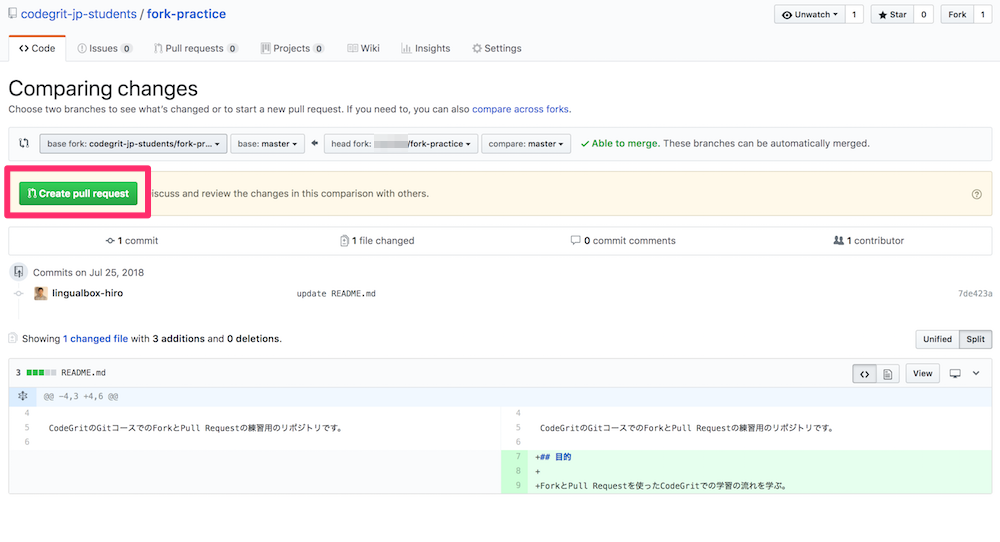 codegrit-jp-students / fork-practice
Unwatch 1 Star 0 Fork 1
Code Issues 0 Pull requests 0 Projects 0 Wiki Insights Settings
Comparing changes
Choose two branches to see what's changed or to start a new pull request. If you need to, you can also compare across forks.
base fork: codegrit-jp-students/fork-pr... base: master head fork: /fork-practice compare: master Able to merge. These branches can be automatically merged.
Create pull request iscuss and review the changes in this comparison with others.
1 commit 1 file changed 0 commit comments 1 contributor
Commits on Jul 25, 2018
lingualbox-hiro update README.md 7de423a
Showing 1 changed file with 3 additions and 0 deletions. Unified Split
3 README.md View
@@ -4,3 +4,6 @@
4 4
5 CodeGritのGitコースでのForkとPull Requestの練習用のリポジトリです。 5 CodeGritのGitコースでのForkとPull Requestの練習用のリポジトリです。
6 6
7 +## 目的
8 +
9 +ForkとPull Requestを使ったCodeGritでの学習の流れを学ぶ。